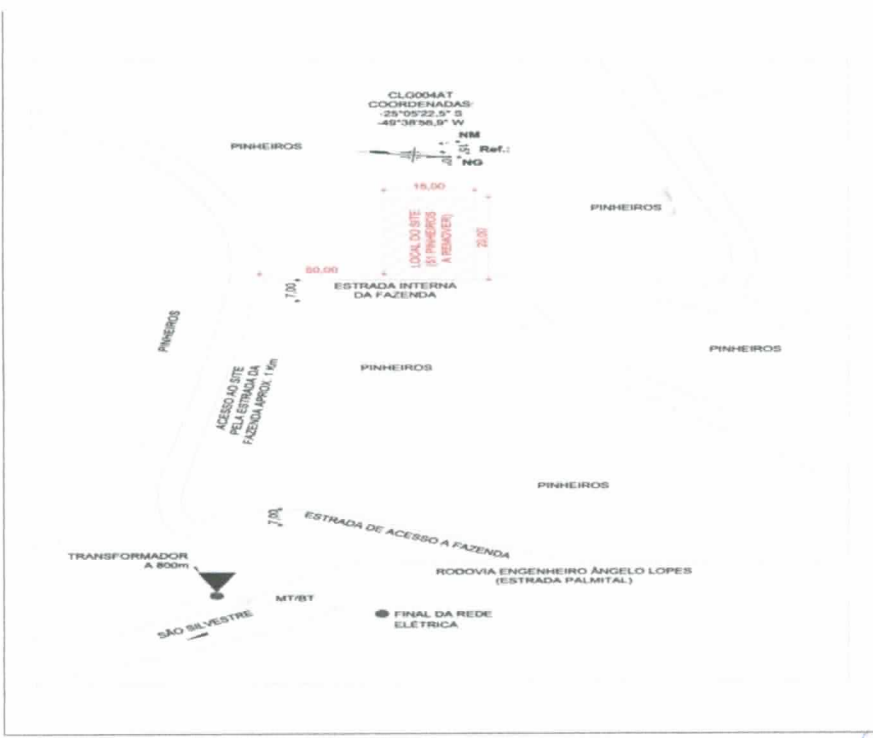 CLG004AT
COORDENADAS:
-25°05'22,5" S
-49°38'56,9" W
NM
15°
Ref.:
NG
PINHEIROS
15,00
PINHEIROS
LOCAL DO SITE
(51 PINHEIROS
A REMOVER)
20,00
50,00
7,00
ESTRADA INTERNA
DA FAZENDA
PINHEIROS
PINHEIROS
PINHEIROS
ACESSO AO SITE
PELA ESTRADA DA
FAZENDA APROX. 1 Km
PINHEIROS
7,00
ESTRADA DE ACESSO A FAZENDA
TRANSFORMADOR
A 800m
RODOVIA ENGENHEIRO ÂNGELO LOPES
(ESTRADA PALMITAL)
MT/BT
SÃO SILVESTRE
FINAL DA REDE
ELÉTRICA